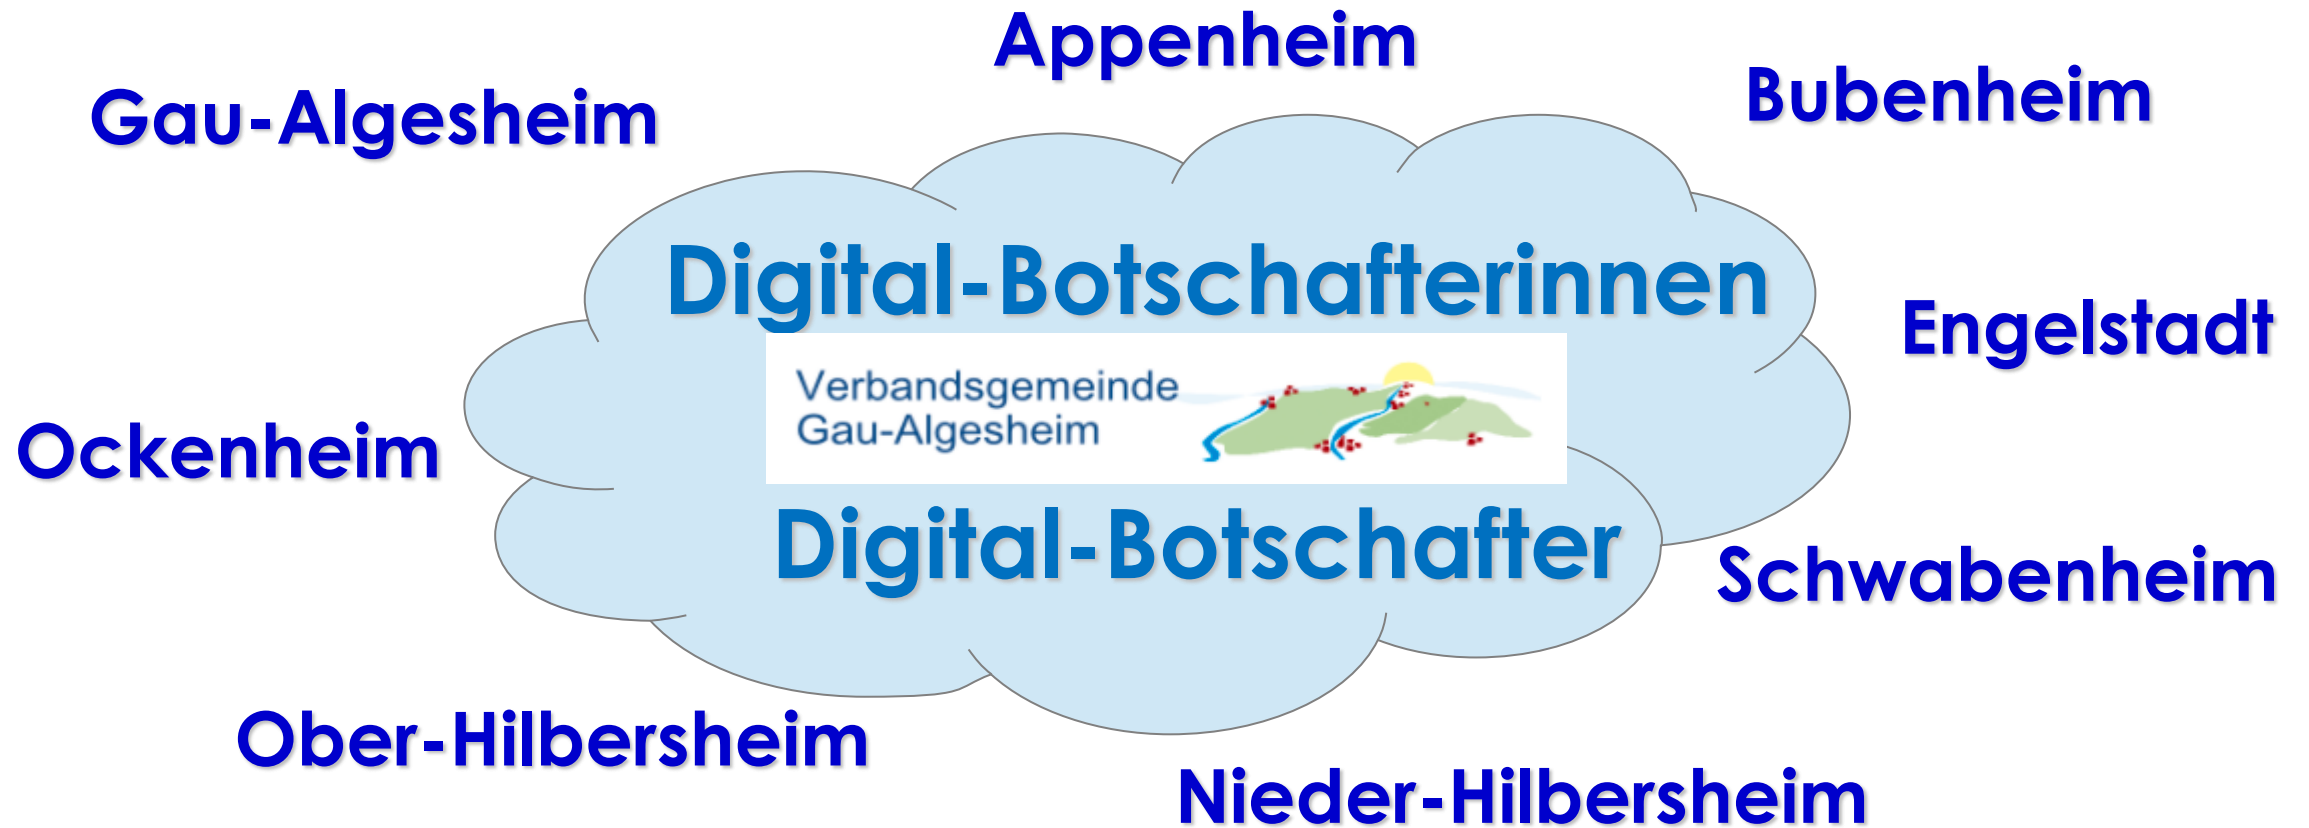 Appenheim
Bubenheim
Gau-Algesheim
Digital-Botschafterinnen
Engelstadt
Verbandsgemeinde
Gau-Algesheim
Ockenheim
Digital-Botschafter
Schwabenheim
Ober-Hilbersheim
Nieder-Hilbersheim